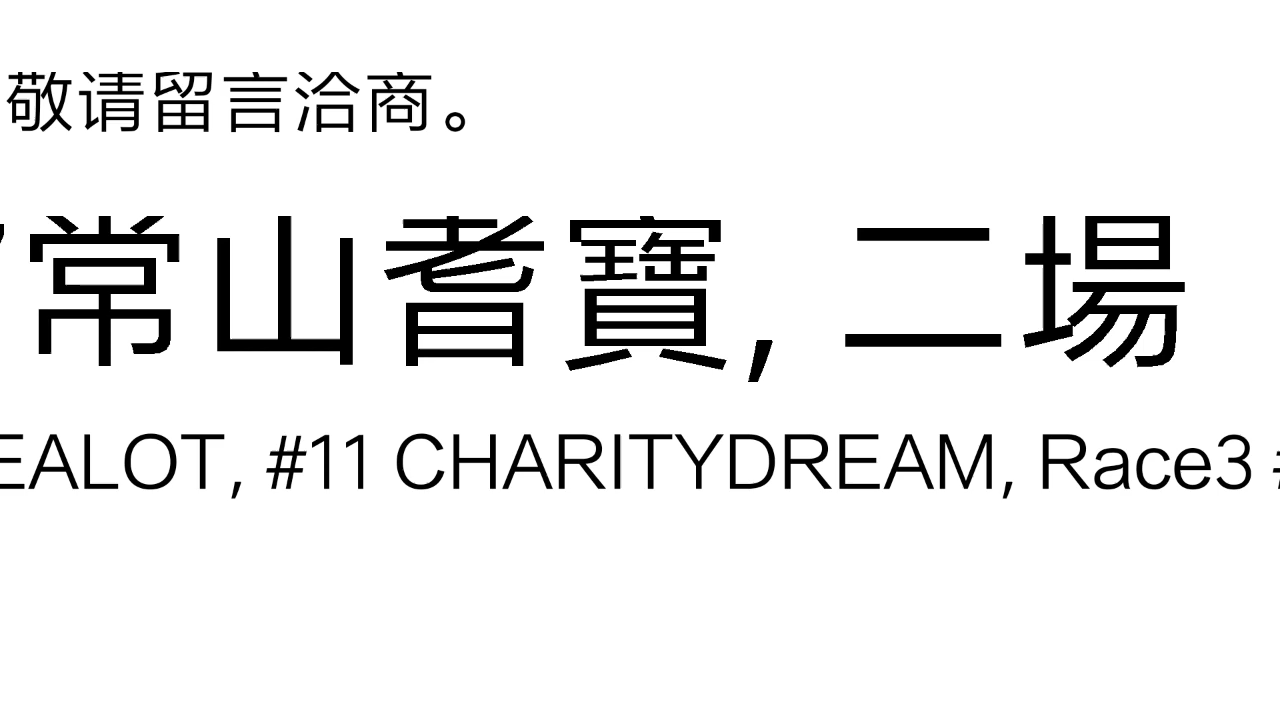 敬请留言洽商。
常山耆寶, 二場
EALOT, #11 CHARITYDREAM, Race3